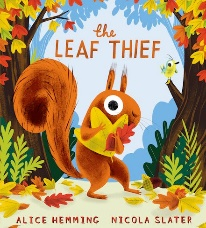 the
LEAF THIEF
ALICE HEMMING NICOLA SLATER